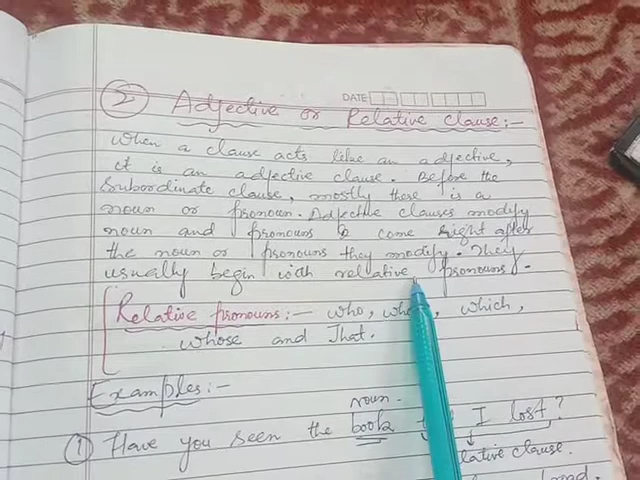 DATE
② Adjective or Relative Clause:-
When a clause acts like an adjective,
it is an adjective clause. Before the
Subordinate clause, mostly there is a
noun or pronoun. Adjective clauses modify
noun and pronouns & come right after
the noun or pronouns they modify. They
usually begin with rellative pronouns.
Relative pronouns:- who, which,
whose and That.
Examples:-
noun.
① Have you seen the book I lost?
clause.